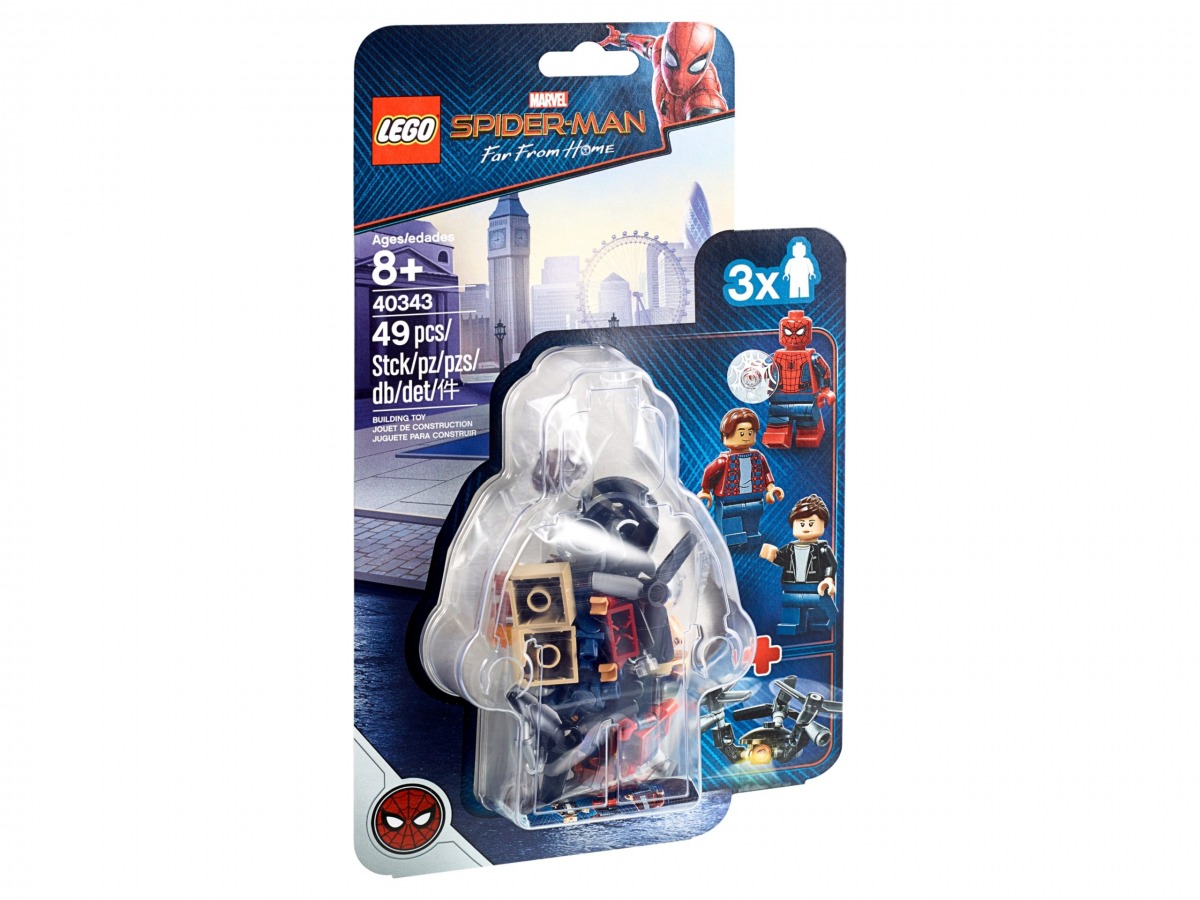 MARVEL
LEGO
SPIDER-MAN
Far From Home
Ages/edades
8+
40343
49 pcs/
Stck/pz/pzs/
db/det/件
BUILDING TOY
JOUET DE CONSTRUCTION
JUGUETE PARA CONSTRUIR
3x
+